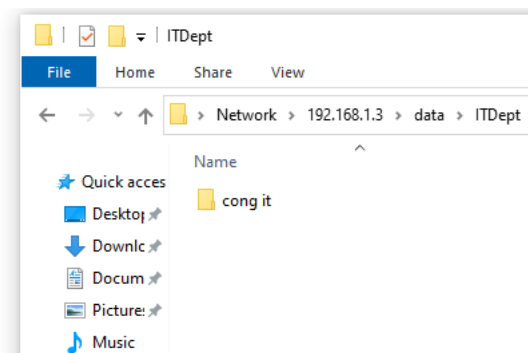 ITDept
File Home Share View
Network > 192.168.1.3 > data > ITDept
Name
Quick acces
cong it
Desktop
Downlc
Docum
Picture:
Music